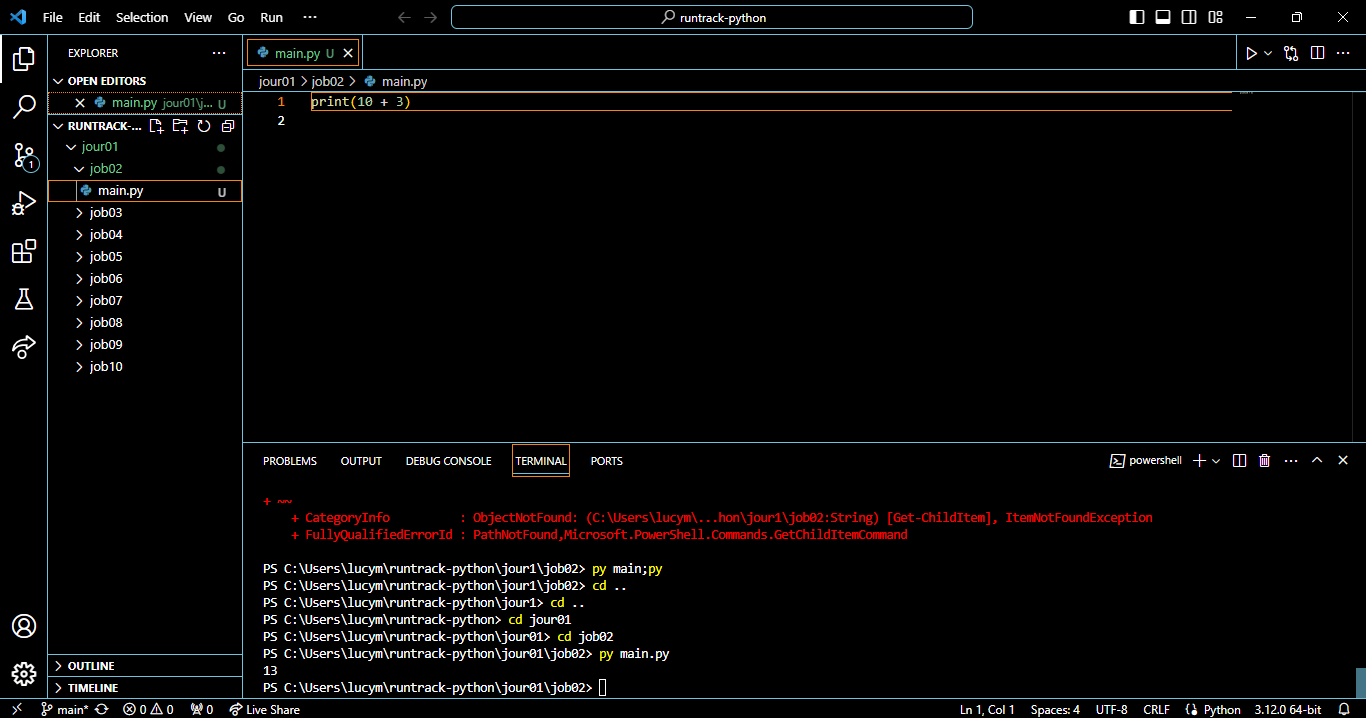 File Edit Selection View Go Run ···
runtrack-python
EXPLORER ···
OPEN EDITORS
main.py jour01\j... U
RUNTRACK-...
jour01
job02
main.py U
job03
job04
job05
job06
job07
job08
job09
job10
OUTLINE
TIMELINE
1
main.py U
jour01 > job02 > main.py
1 print(10 + 3)
2
PROBLEMS OUTPUT DEBUG CONSOLE TERMINAL PORTS
powershell
+ ~~
+ CategoryInfo : ObjectNotFound: (C:\Users\lucym\...hon\jour1\job02:String) [Get-ChildItem], ItemNotFoundException
+ FullyQualifiedErrorId : PathNotFound,Microsoft.PowerShell.Commands.GetChildItemCommand
PS C:\Users\lucym\runtrack-python\jour1\job02> py main;py
PS C:\Users\lucym\runtrack-python\jour1\job02> cd ..
PS C:\Users\lucym\runtrack-python\jour1> cd ..
PS C:\Users\lucym\runtrack-python> cd jour01
PS C:\Users\lucym\runtrack-python\jour01> cd job02
PS C:\Users\lucym\runtrack-python\jour01\job02> py main.py
13
PS C:\Users\lucym\runtrack-python\jour01\job02>
main* 0 0 0 Live Share Ln 1, Col 1 Spaces: 4 UTF-8 CRLF Python 3.12.0 64-bit